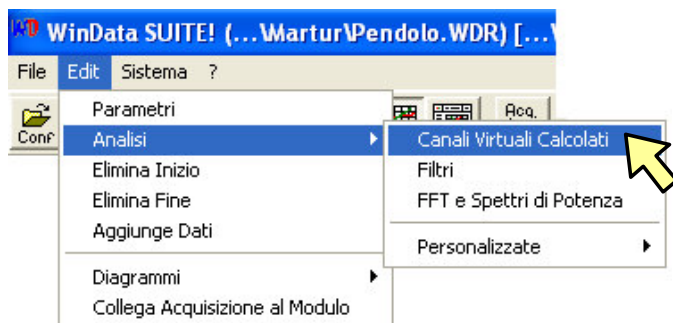 WinData SUITE! (...\Martur\Pendolo.WDR) [...\
File Edit Sistema ?
Conf
Acq.
Parametri
Analisi
Elimina Inizio
Elimina Fine
Aggiunge Dati
Diagrammi
Collega Acquisizione al Modulo
Canali Virtuali Calcolati
Filtri
FFT e Spettri di Potenza
Personalizzate